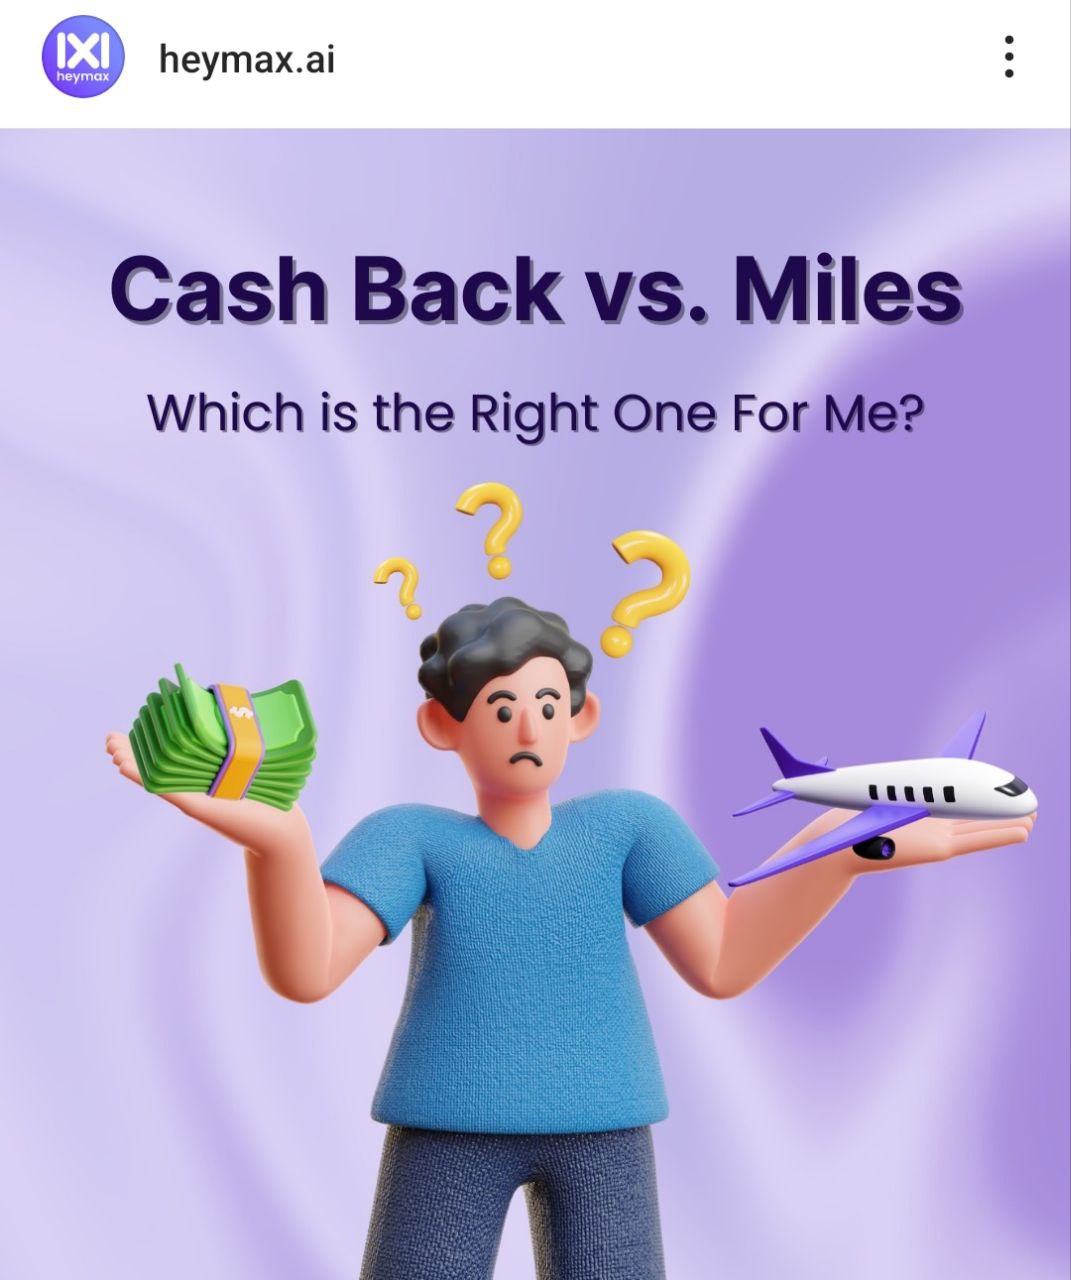 heymax
heymax.ai
Cash Back vs. Miles
Which is the Right One For Me?
? ? ?
$